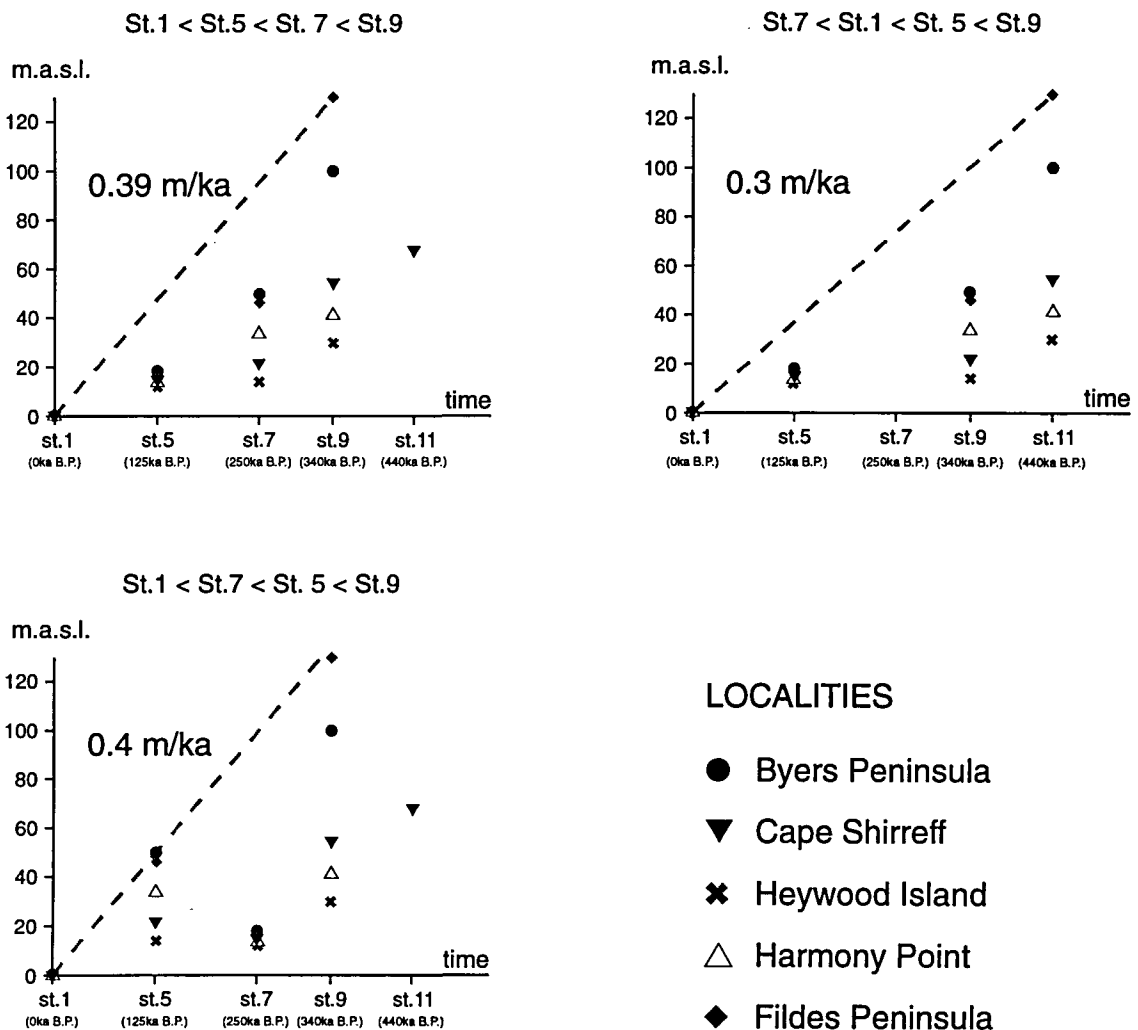 St.1 < St.5 < St. 7 < St.9
m.a.s.l.
120
100
80
60
40
20
0
0.39 m/ka
time
st.1 st.5 st.7 st.9 st.11
(0ka B.P.) (125ka B.P.) (250ka B.P.) (340ka B.P.) (440ka B.P.)
St.7 < St.1 < St. 5 < St.9
m.a.s.l.
120
100
80
60
40
20
0
0.3 m/ka
time
st.1 st.5 st.7 st.9 st.11
(0ka B.P.) (125ka B.P.) (250ka B.P.) (340ka B.P.) (440ka B.P.)
St.1 < St.7 < St. 5 < St.9
m.a.s.l.
120
100
80
60
40
20
0
0.4 m/ka
time
st.1 st.5 st.7 st.9 st.11
(0ka B.P.) (125ka B.P.) (250ka B.P.) (340ka B.P.) (440ka B.P.)
LOCALITIES
Byers Peninsula
Cape Shirreff
Heywood Island
Harmony Point
Fildes Peninsula